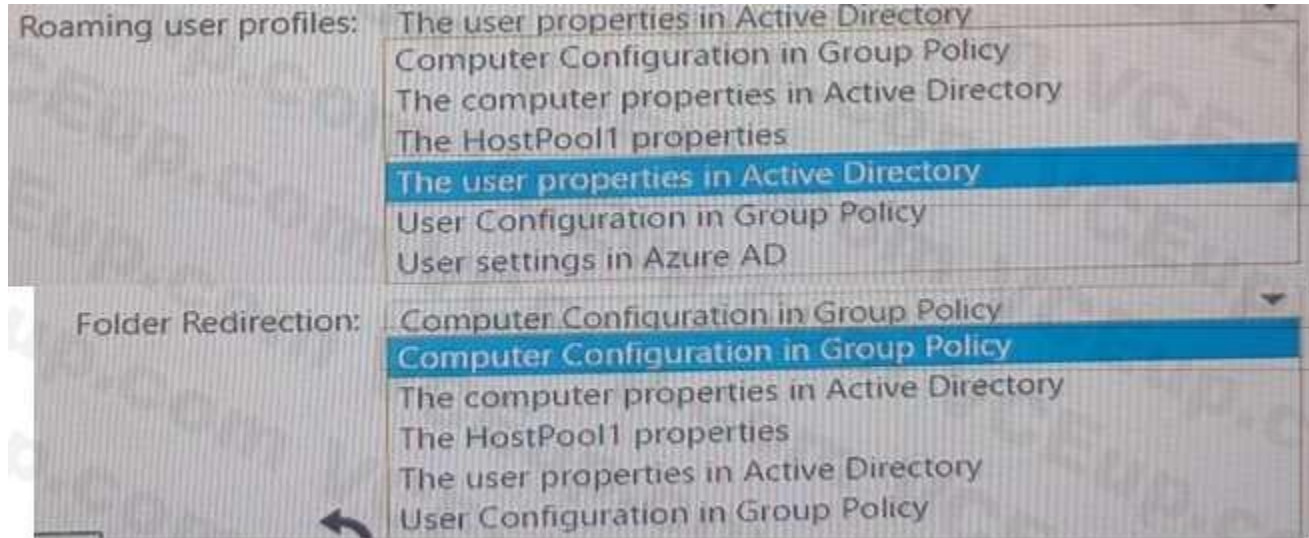 Roaming user profiles: The user properties in Active Directory
Computer Configuration in Group Policy
The computer properties in Active Directory
The HostPool1 properties
The user properties in Active Directory
User Configuration in Group Policy
User settings in Azure AD
Folder Redirection: Computer Configuration in Group Policy
Computer Configuration in Group Policy
The computer properties in Active Directory
The HostPool1 properties
The user properties in Active Directory
User Configuration in Group Policy